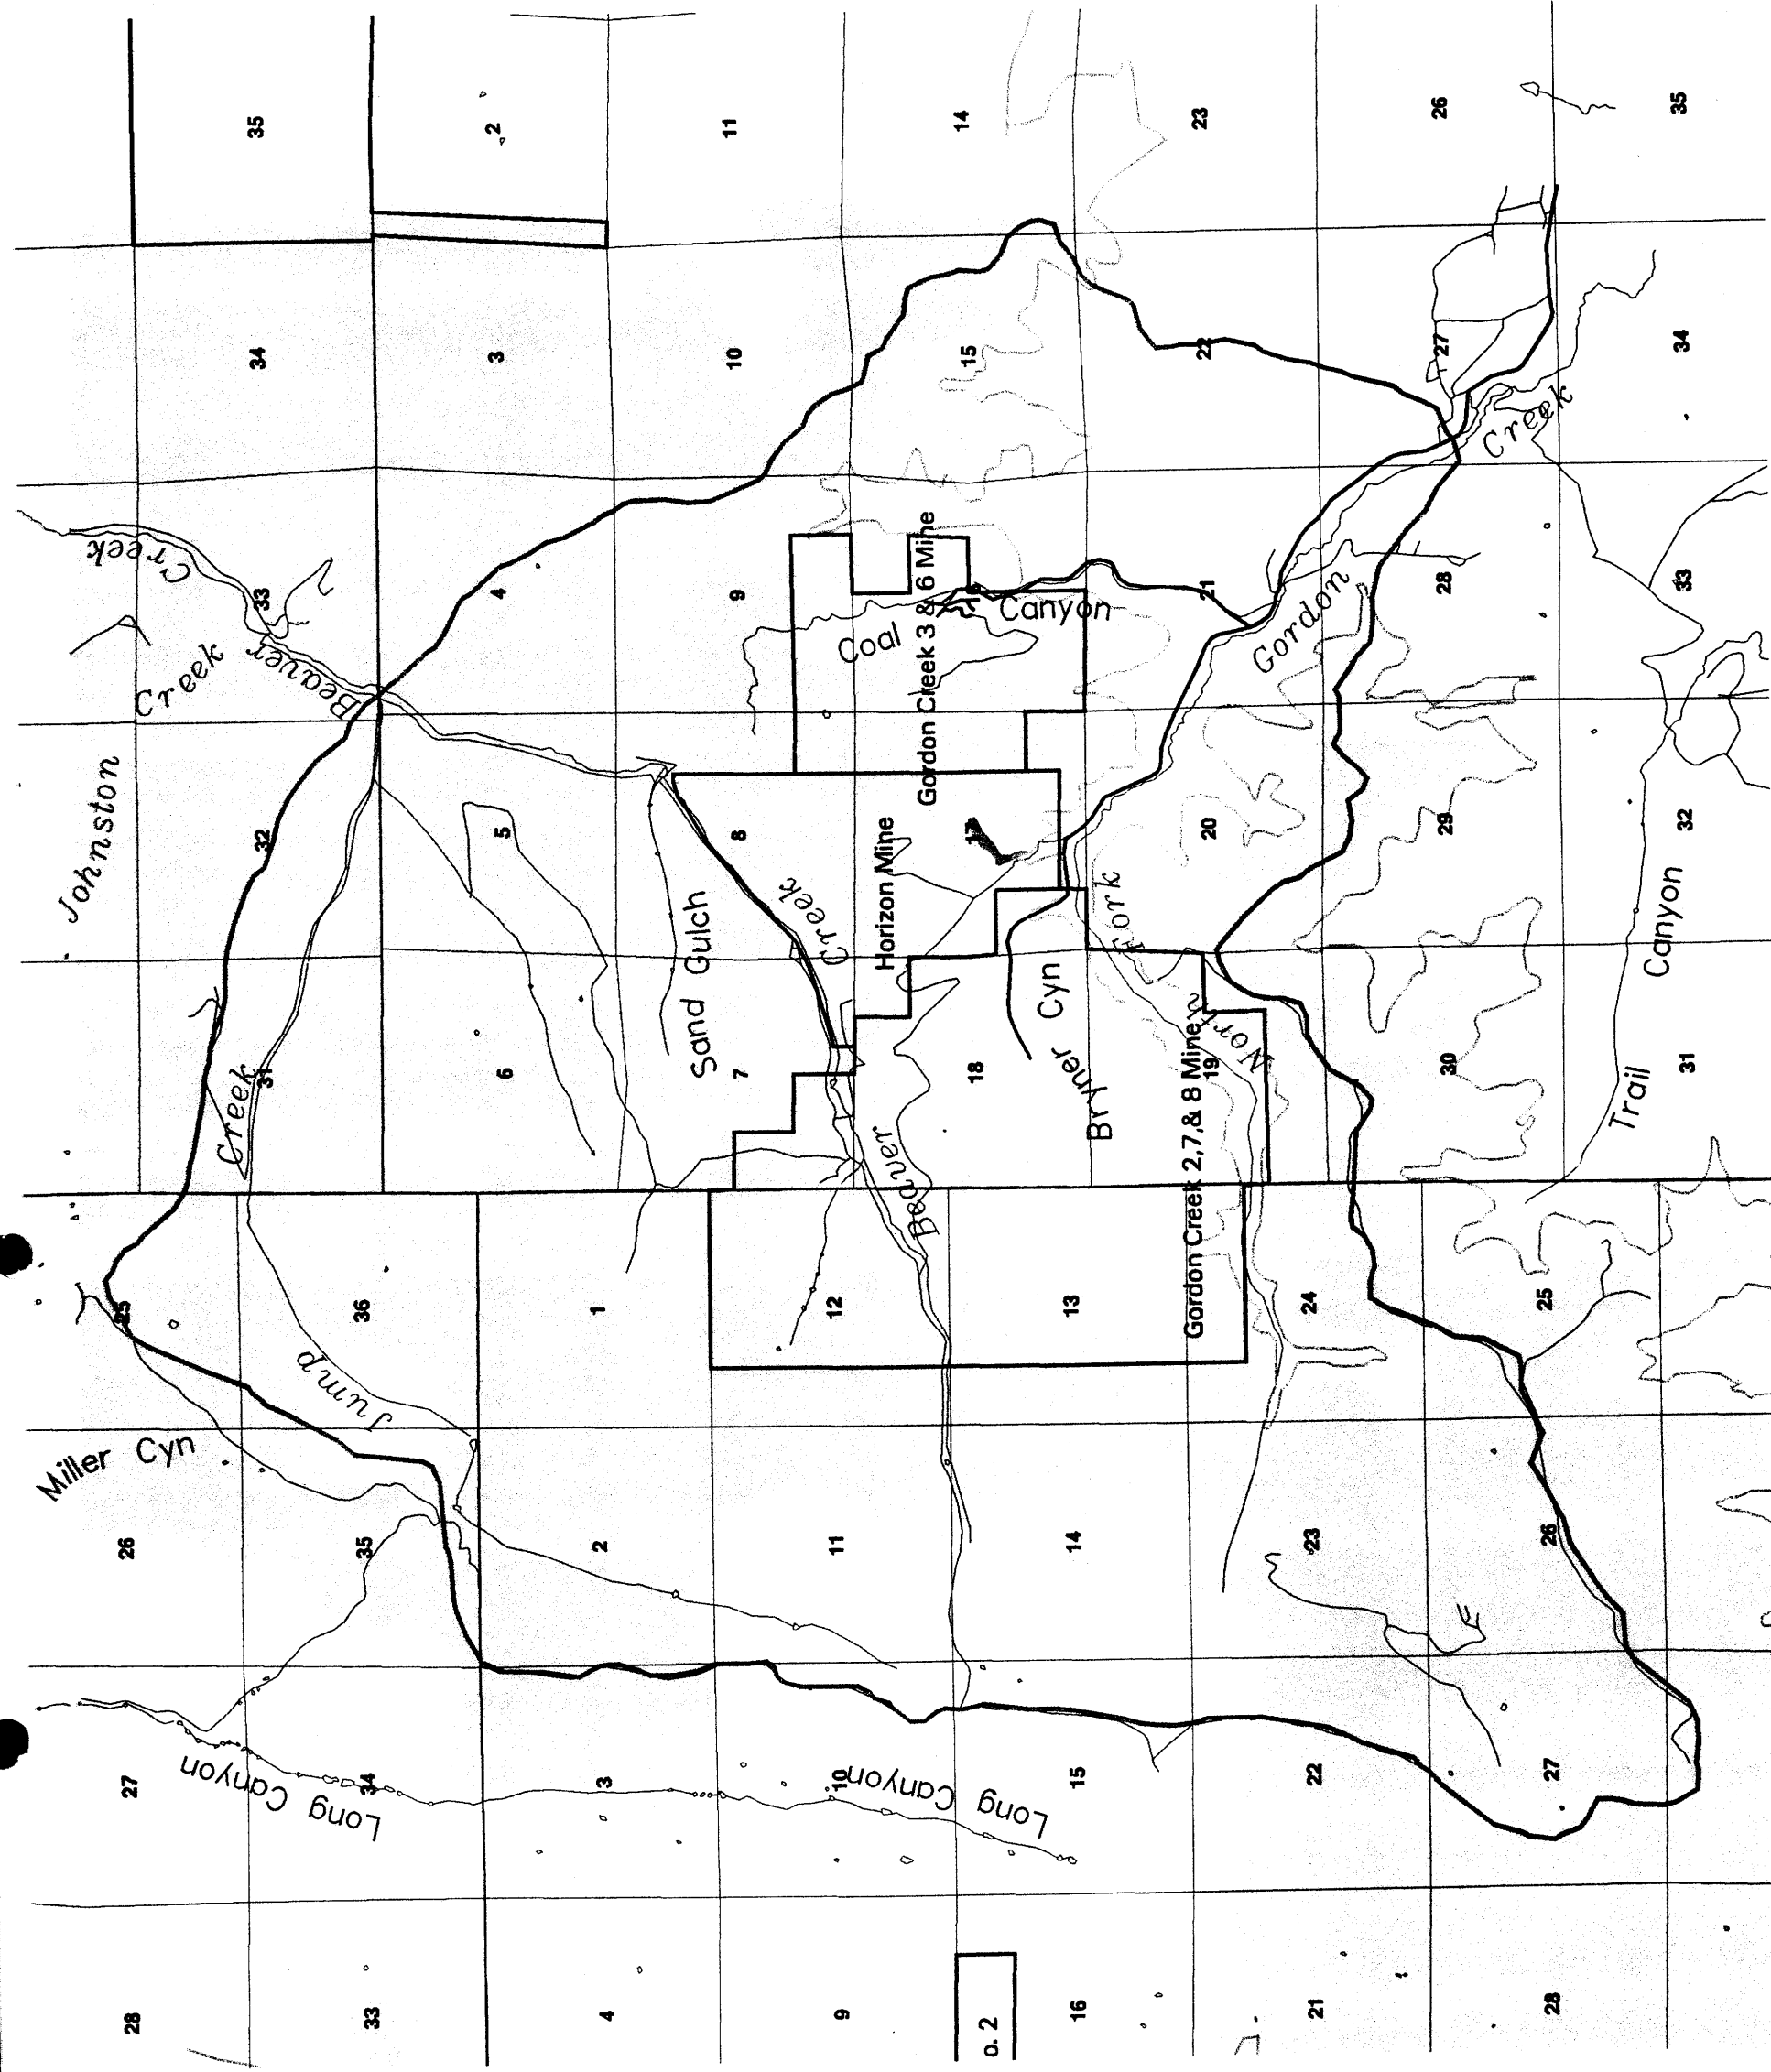 Miller Cyn
Johnston
Creek
Creek
28
27
26
25
Long Canyon
Creek
31
32
33
34
35
Beaver
Jump
33
34
35
36
Long Canyon
6
5
4
3
2
4
3
2
1
Sand Gulch
7
8
9
10
11
9
10
11
12
Creek
Coal
Canyon
Horizon Mine
Beaver
Gordon Creek 3 & 6 Mine
18
17
15
14
o. 2
Long Canyon
Bryner Cyn
16
15
14
13
North Fork
Gordon Creek
Gordon Creek 2,7,& 8 Mine
19
20
21
22
23
21
22
23
24
30
29
28
27
26
28
27
26
25
Trail Canyon
31
32
33
34
35